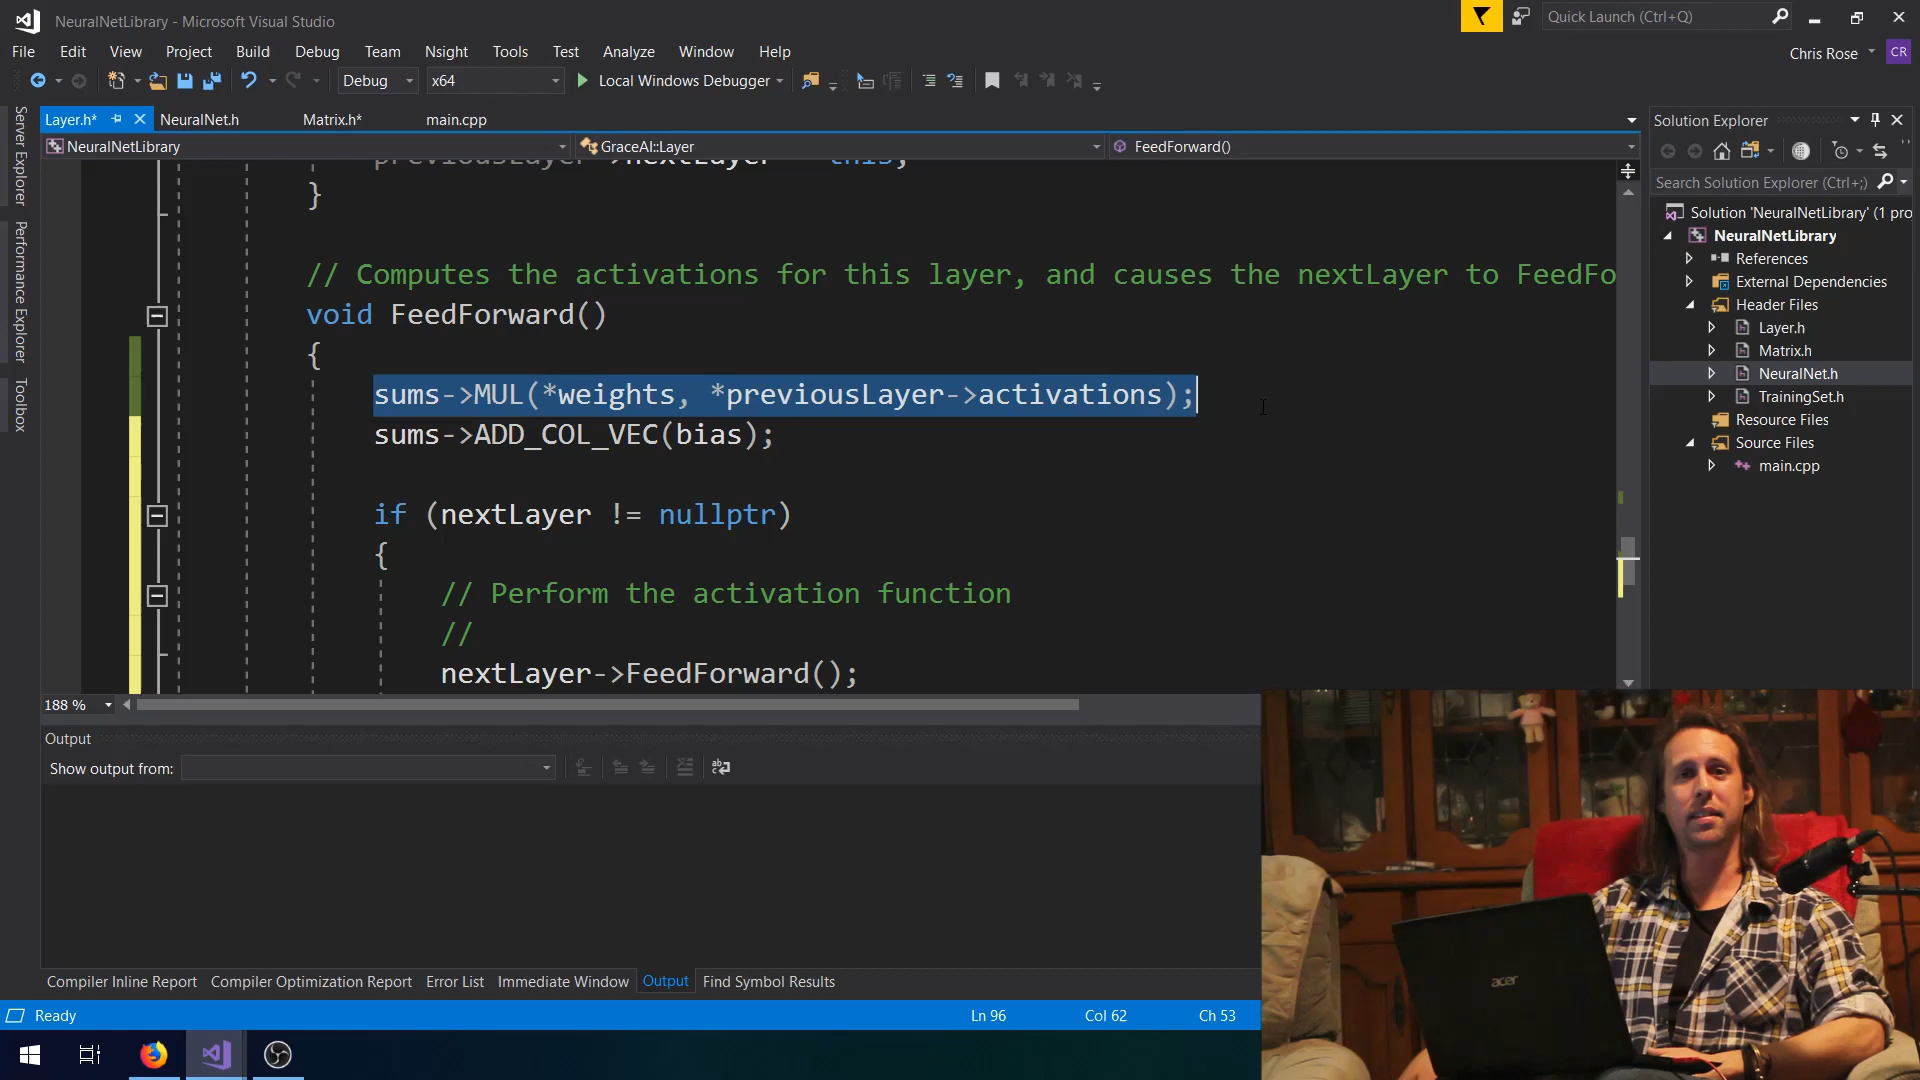 NeuralNetLibrary - Microsoft Visual Studio
Quick Launch (Ctrl+Q)
File Edit View Project Build Debug Team Nsight Tools Test Analyze Window Help
Chris Rose CR
Debug x64 Local Windows Debugger
Server Explorer
Performance Explorer
Toolbox
Layer.h* NeuralNet.h Matrix.h* main.cpp
NeuralNetLibrary GraceAI::Layer FeedForward()
}
// Computes the activations for this layer, and causes the nextLayer to FeedFo
void FeedForward()
{
sums->MUL(*weights, *previousLayer->activations);
sums->ADD_COL_VEC(bias);
if (nextLayer != nullptr)
{
// Perform the activation function
//
nextLayer->FeedForward();
188 %
Output
Show output from:
Compiler Inline Report Compiler Optimization Report Error List Immediate Window Output Find Symbol Results
Ready Ln 96 Col 62 Ch 53
Solution Explorer
Search Solution Explorer (Ctrl+;)
Solution 'NeuralNetLibrary' (1 pro
NeuralNetLibrary
References
External Dependencies
Header Files
Layer.h
Matrix.h
NeuralNet.h
TrainingSet.h
Resource Files
Source Files
main.cpp
acer